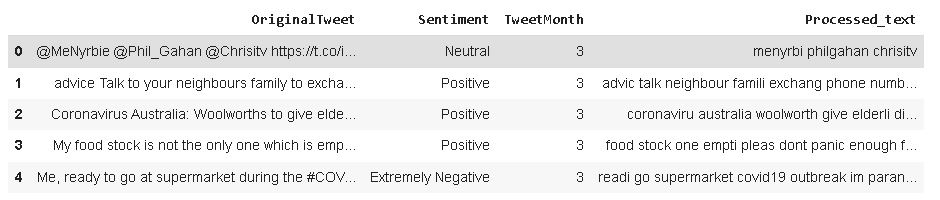 OriginalTweet Sentiment TweetMonth Processed_text
0 @MeNyrbie @Phil_Gahan @Chrisitv https://t.co/i... Neutral 3 menyrbi philgahan chrisitv
1 advice Talk to your neighbours family to excha... Positive 3 advic talk neighbour famili exchang phone numb...
2 Coronavirus Australia: Woolworths to give elde... Positive 3 coronaviru australia woolworth give elderli di...
3 My food stock is not the only one which is emp... Positive 3 food stock one empti pleas dont panic enough f...
4 Me, ready to go at supermarket during the #COV... Extremely Negative 3 readi go supermarket covid19 outbreak im paran...